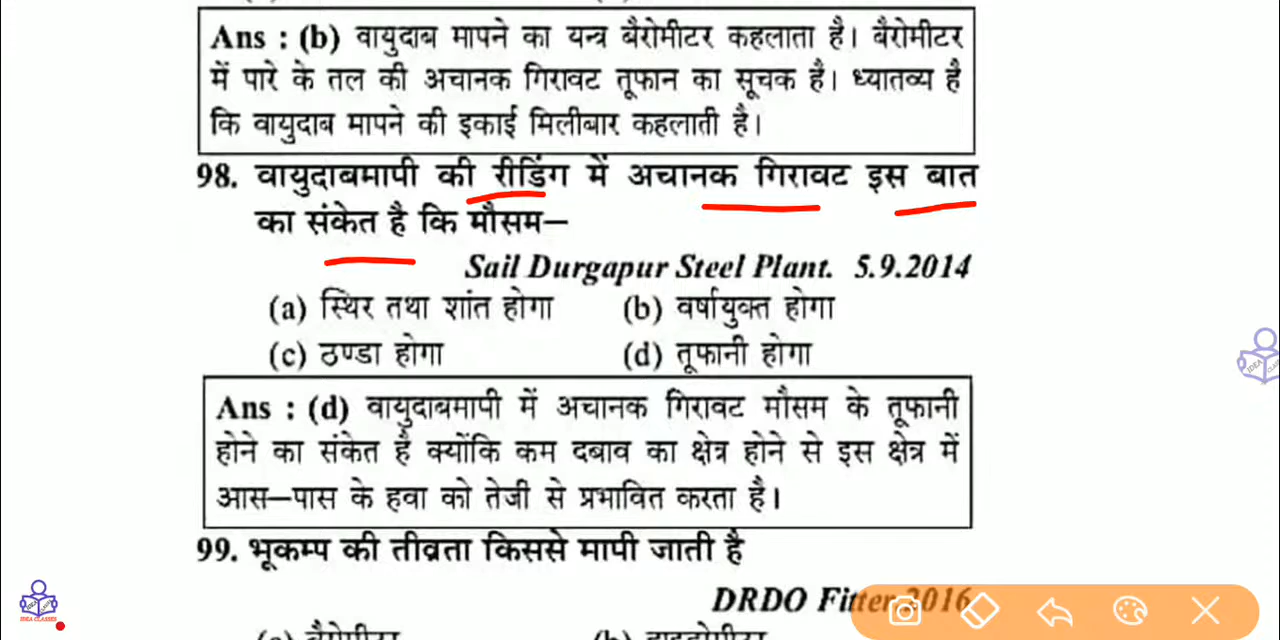 Ans : (b) वायुदाब मापने का यन्त्र बैरोमीटर कहलाता है। बैरोमीटर
में पारे के तल की अचानक गिरावट तूफान का सूचक है। ध्यातव्य है
कि वायुदाब मापने की इकाई मिलीबार कहलाती है।
98. वायुदाबमापी की रीडिंग में अचानक गिरावट इस बात
का संकेत है कि मौसम–
Sail Durgapur Steel Plant. 5.9.2014
(a) स्थिर तथा शांत होगा (b) वर्षायुक्त होगा
(c) ठण्डा होगा (d) तूफानी होगा
Ans : (d) वायुदाबमापी में अचानक गिरावट मौसम के तूफानी
होने का संकेत है क्योंकि कम दबाव का क्षेत्र होने से इस क्षेत्र में
आस–पास के हवा को तेजी से प्रभावित करता है।
99. भूकम्प की तीव्रता किससे मापी जाती है
DRDO Fitter 2016
IDEA CLASSES